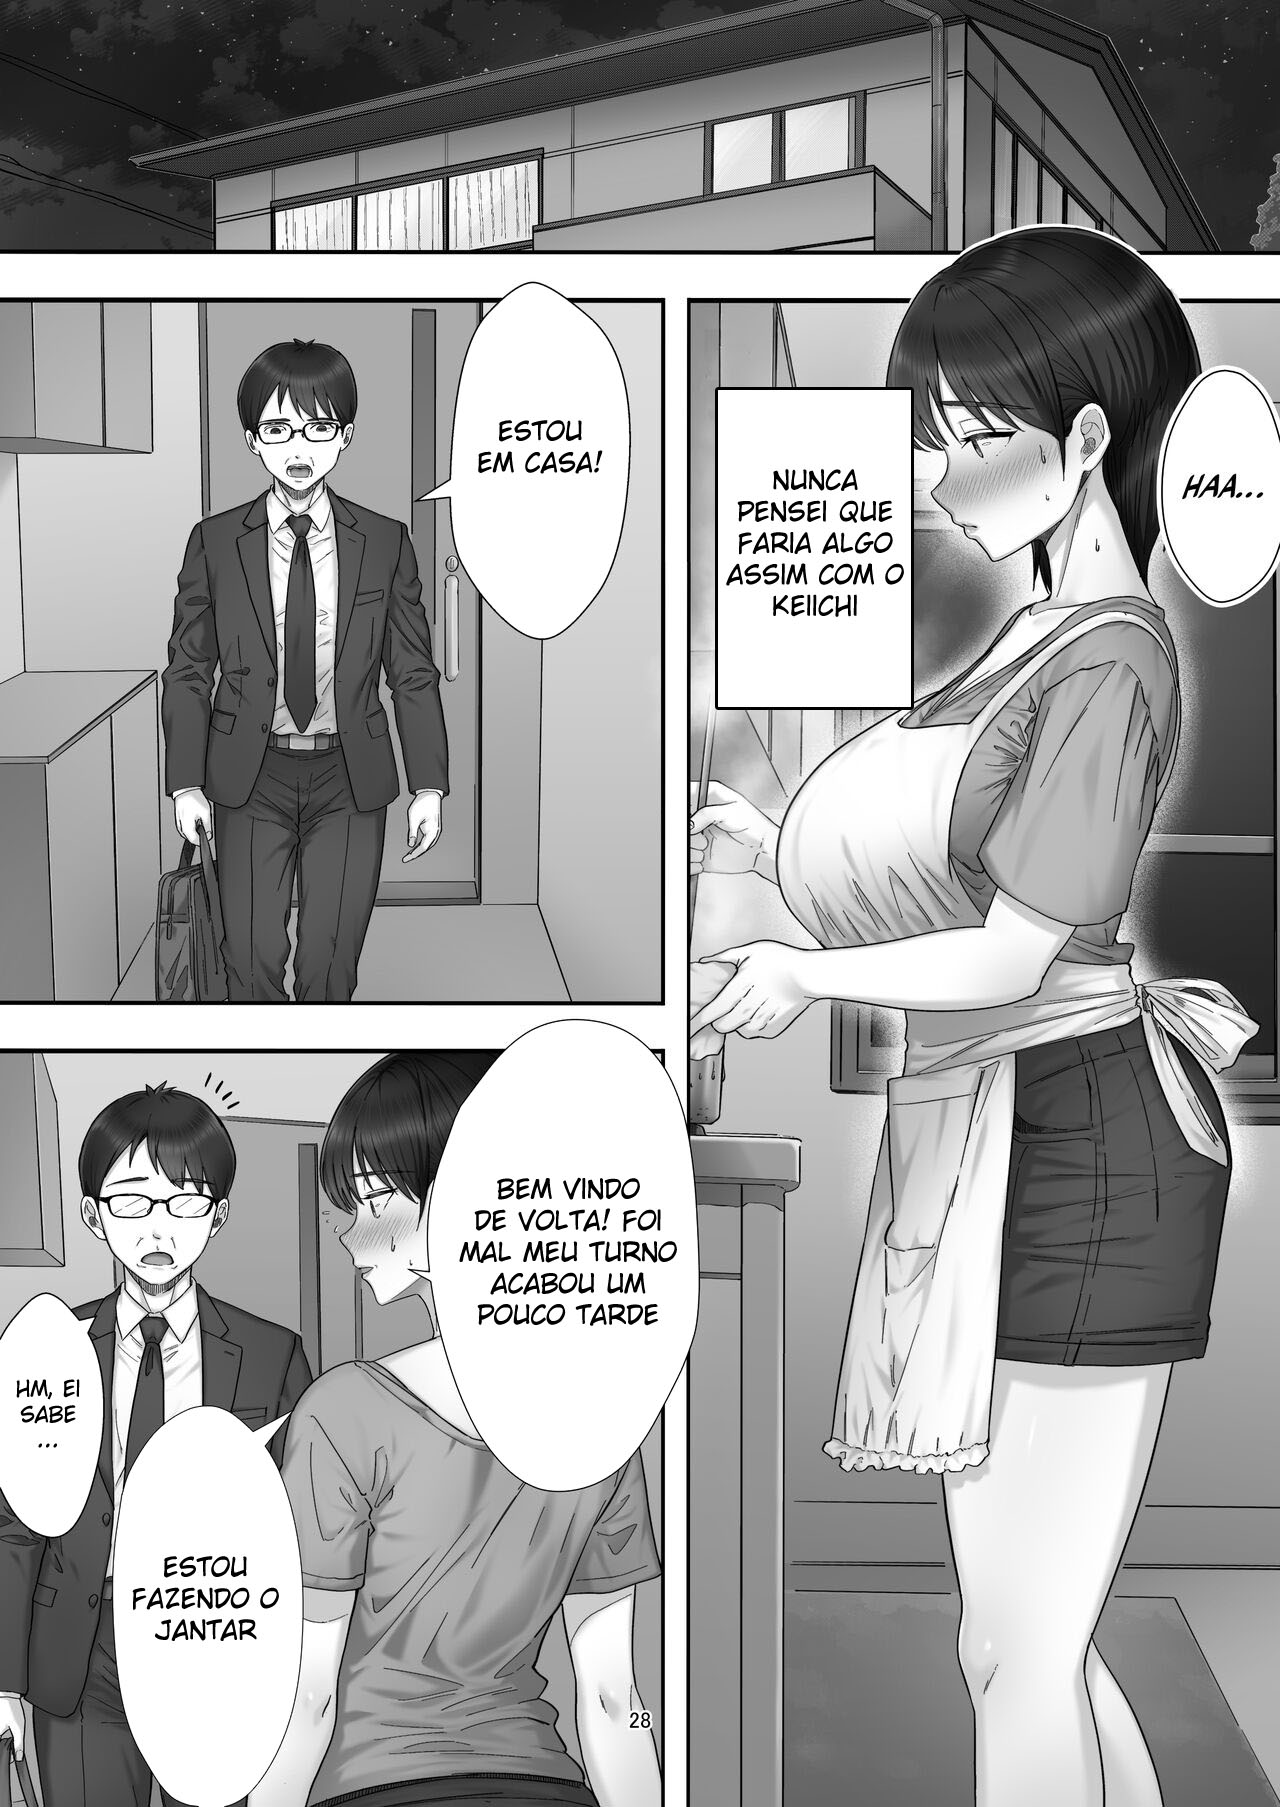 HAA...
NUNCA
PENSEI QUE
FARIA ALGO
ASSIM COM O
KEIICHI
ESTOU
EM CASA!
BEM VINDO
DE VOLTA! FOI
MAL MEU TURNO
ACABOU UM
POUCO TARDE
ESTOU
FAZENDO O
JANTAR
HM, EI
SABE
...
28